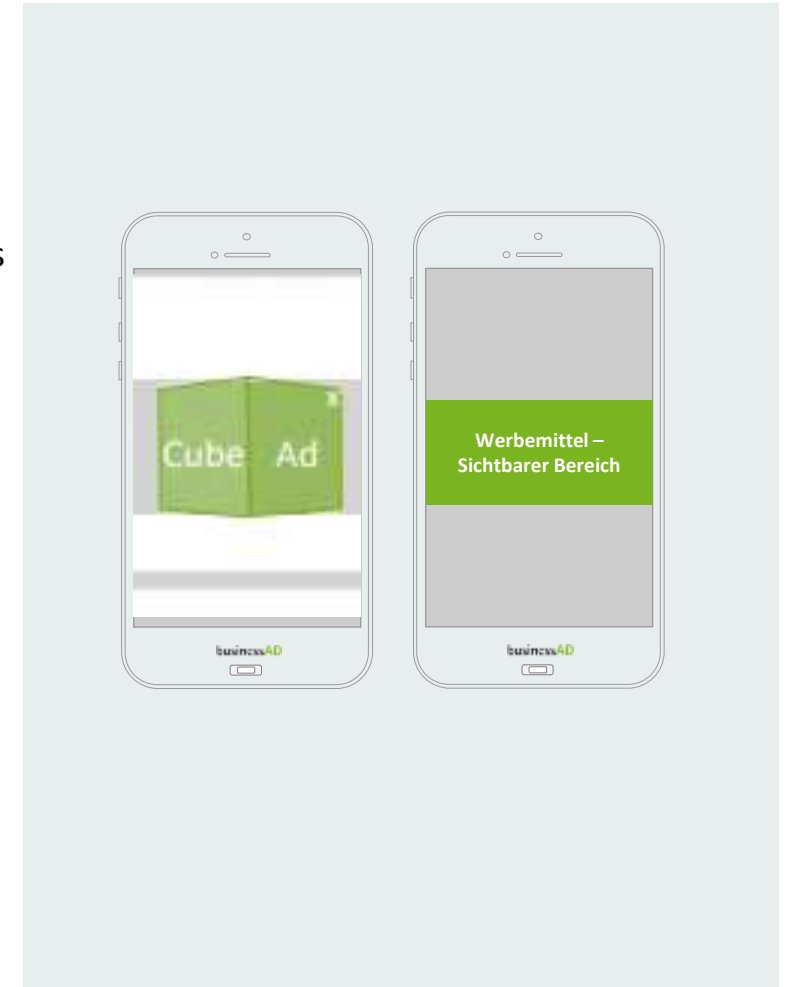 s
Cube Ad
Werbemittel –
Sichtbarer Bereich
businessAD
businessAD